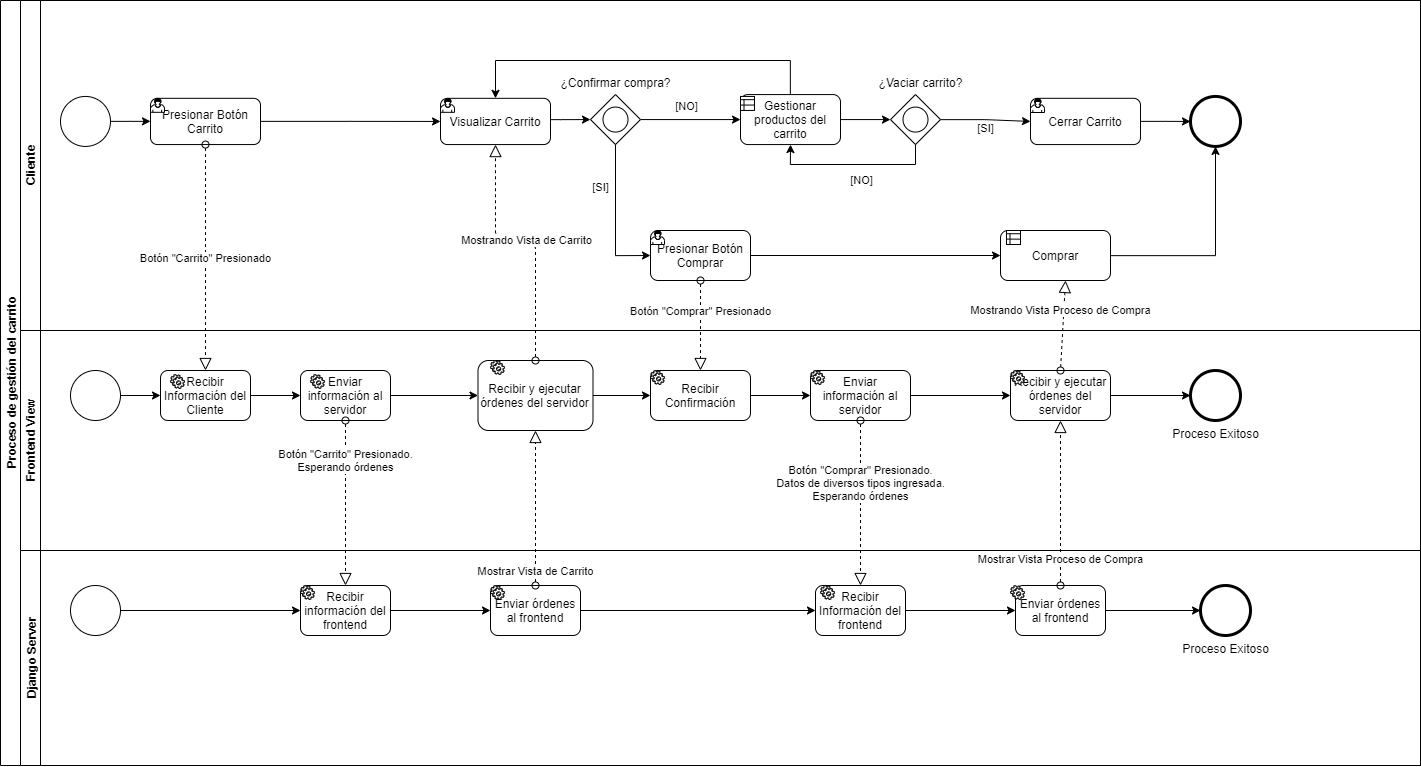 Proceso de gestión del carrito
Cliente
Presionar Botón
Carrito
Visualizar Carrito
¿Confirmar compra?
[NO]
Gestionar
productos del
carrito
¿Vaciar carrito?
[SI]
Cerrar Carrito
[NO]
[SI]
Mostrando Vista de Carrito
Presionar Botón
Comprar
Comprar
Botón "Carrito" Presionado
Botón "Comprar" Presionado
Mostrando Vista Proceso de Compra
Frontend View
Recibir
Información del
Cliente
Enviar
información al
servidor
Recibir y ejecutar
órdenes del servidor
Recibir
Confirmación
Enviar
información al
servidor
Recibir y ejecutar
órdenes del
servidor
Proceso Exitoso
Botón "Carrito" Presionado.
Esperando órdenes
Botón "Comprar" Presionado.
Datos de diversos tipos ingresada.
Esperando órdenes
Mostrar Vista de Carrito
Mostrar Vista Proceso de Compra
Django Server
Recibir
información del
frontend
Enviar órdenes
al frontend
Recibir
Información del
frontend
Enviar órdenes
al frontend
Proceso Exitoso